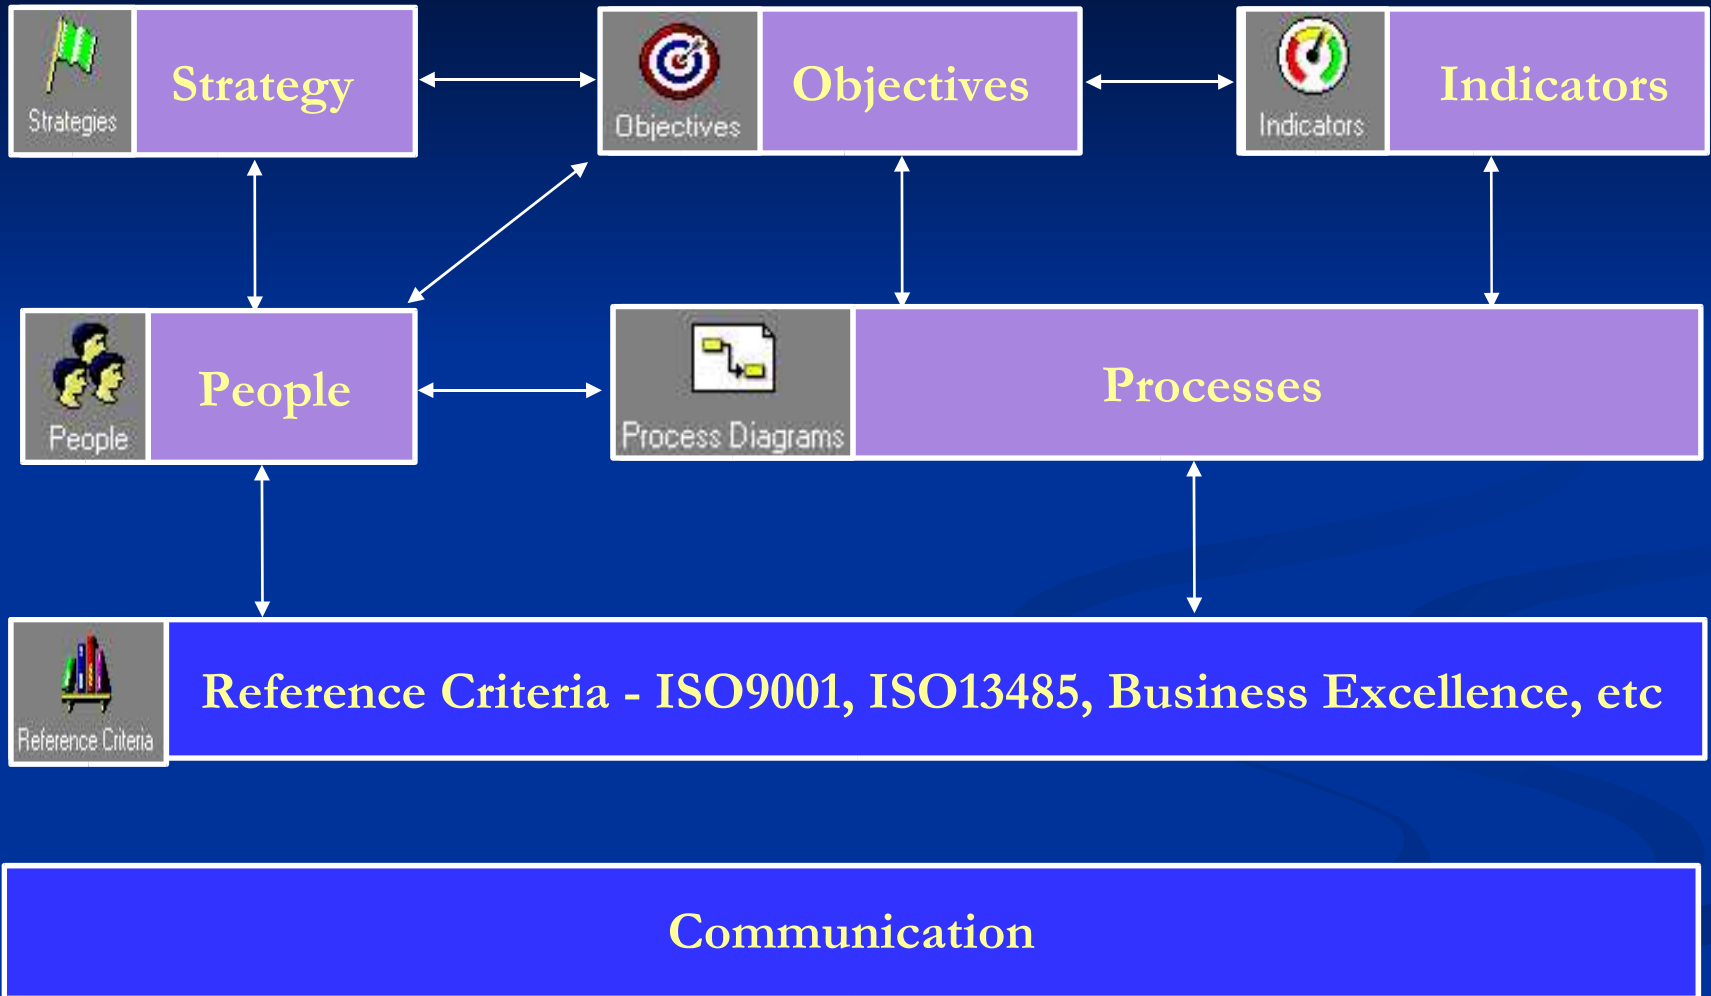 Strategies
Strategy
Objectives
Objectives
Indicators
Indicators
People
People
Process Diagrams
Processes
Reference Criteria
Reference Criteria - ISO9001, ISO13485, Business Excellence, etc
Communication